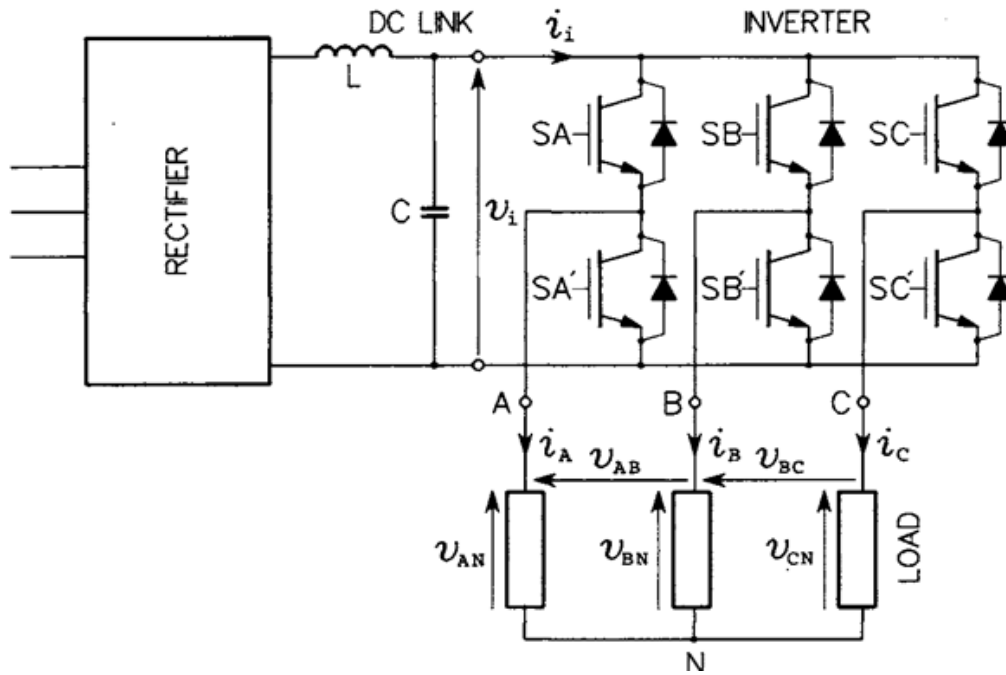 DC LINK
i_i
INVERTER
L
RECTIFIER
C
v_i
SA
SB
SC
SA′
SB′
SC′
A
B
C
i_A
v_AB
i_B
v_BC
i_C
v_AN
v_BN
v_CN
LOAD
N